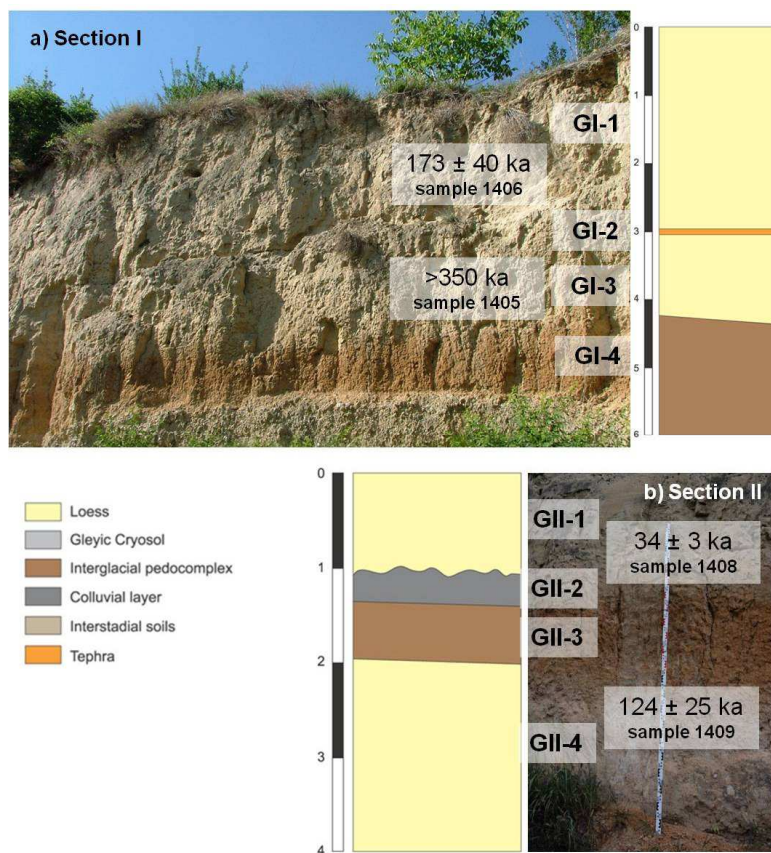 a) Section I
GI-1
173 ± 40 ka
sample 1406
GI-2
>350 ka
sample 1405
GI-3
GI-4
0
1
2
3
4
5
6
Loess
Gleyic Cryosol
Interglacial pedocomplex
Colluvial layer
Interstadial soils
Tephra
0
1
2
3
4
b) Section II
GII-1
34 ± 3 ka
sample 1408
GII-2
GII-3
124 ± 25 ka
sample 1409
GII-4